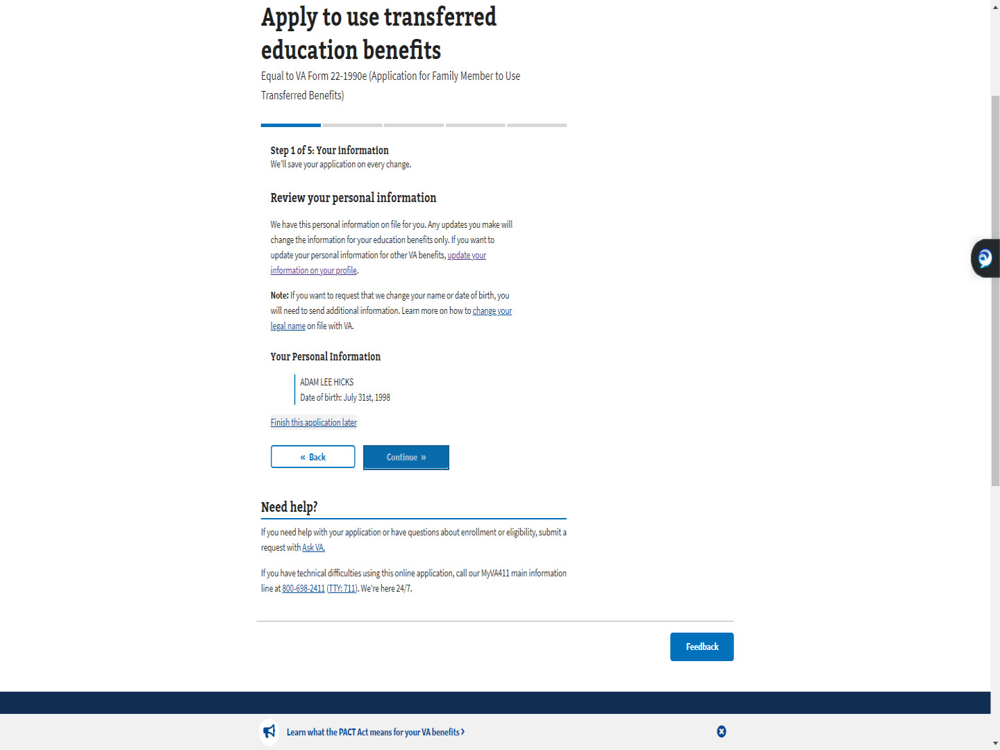 Apply to use transferred
education benefits
Equal to VA Form 22-1990e (Application for Family Member to Use
Transferred Benefits)
Step 1 of 5: Your information
We'll save your application on every change.
Review your personal information
We have this personal information on file for you. Any updates you make will
change the information for your education benefits only. If you want to
update your personal information for other VA benefits, update your
information on your profile.
Note: If you want to request that we change your name or date of birth, you
will need to send additional information. Learn more on how to change your
legal name on file with VA.
Your Personal Information
ADAM LEE HICKS
Date of birth: July 31st, 1998
Finish this application later
« Back
Continue »
Need help?
If you need help with your application or have questions about enrollment or eligibility, submit a
request with Ask VA.
If you have technical difficulties using this online application, call our MyVA411 main information
line at 800-698-2411 (TTY: 711). We're here 24/7.
Feedback
Learn what the PACT Act means for your VA benefits ›